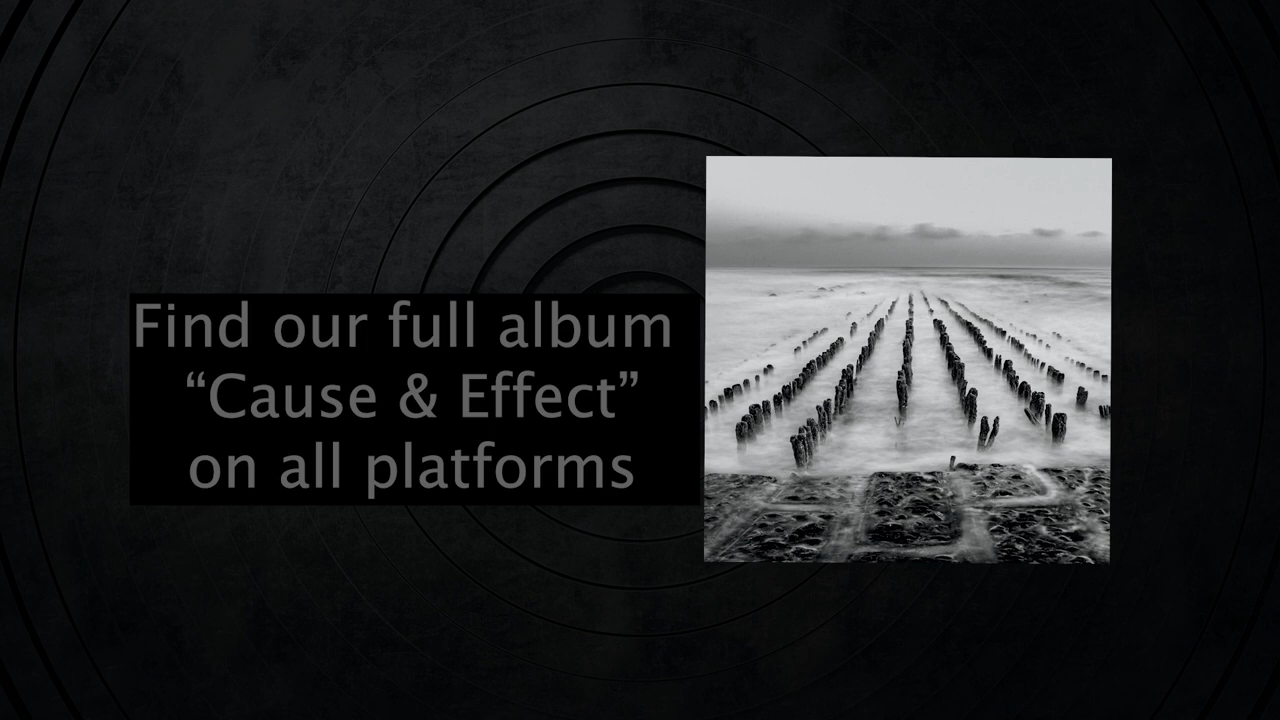 Find our full album
“Cause & Effect”
on all platforms